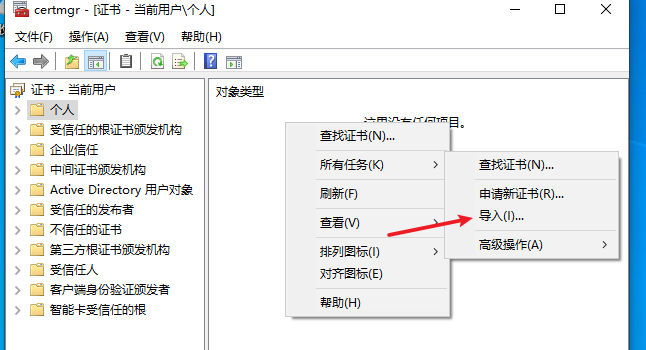 certmgr - [证书 - 当前用户\个人]
文件(F) 操作(A) 查看(V) 帮助(H)
证书 - 当前用户
个人
受信任的根证书颁发机构
企业信任
中间证书颁发机构
Active Directory 用户对象
受信任的发布者
不信任的证书
第三方根证书颁发机构
受信任人
客户端身份验证颁发者
智能卡受信任的根
对象类型
这里没有任何项目。
查找证书(N)...
所有任务(K)
刷新(F)
查看(V)
排列图标(I)
对齐图标(E)
帮助(H)
查找证书(N)...
申请新证书(R)...
导入(I)...
高级操作(A)